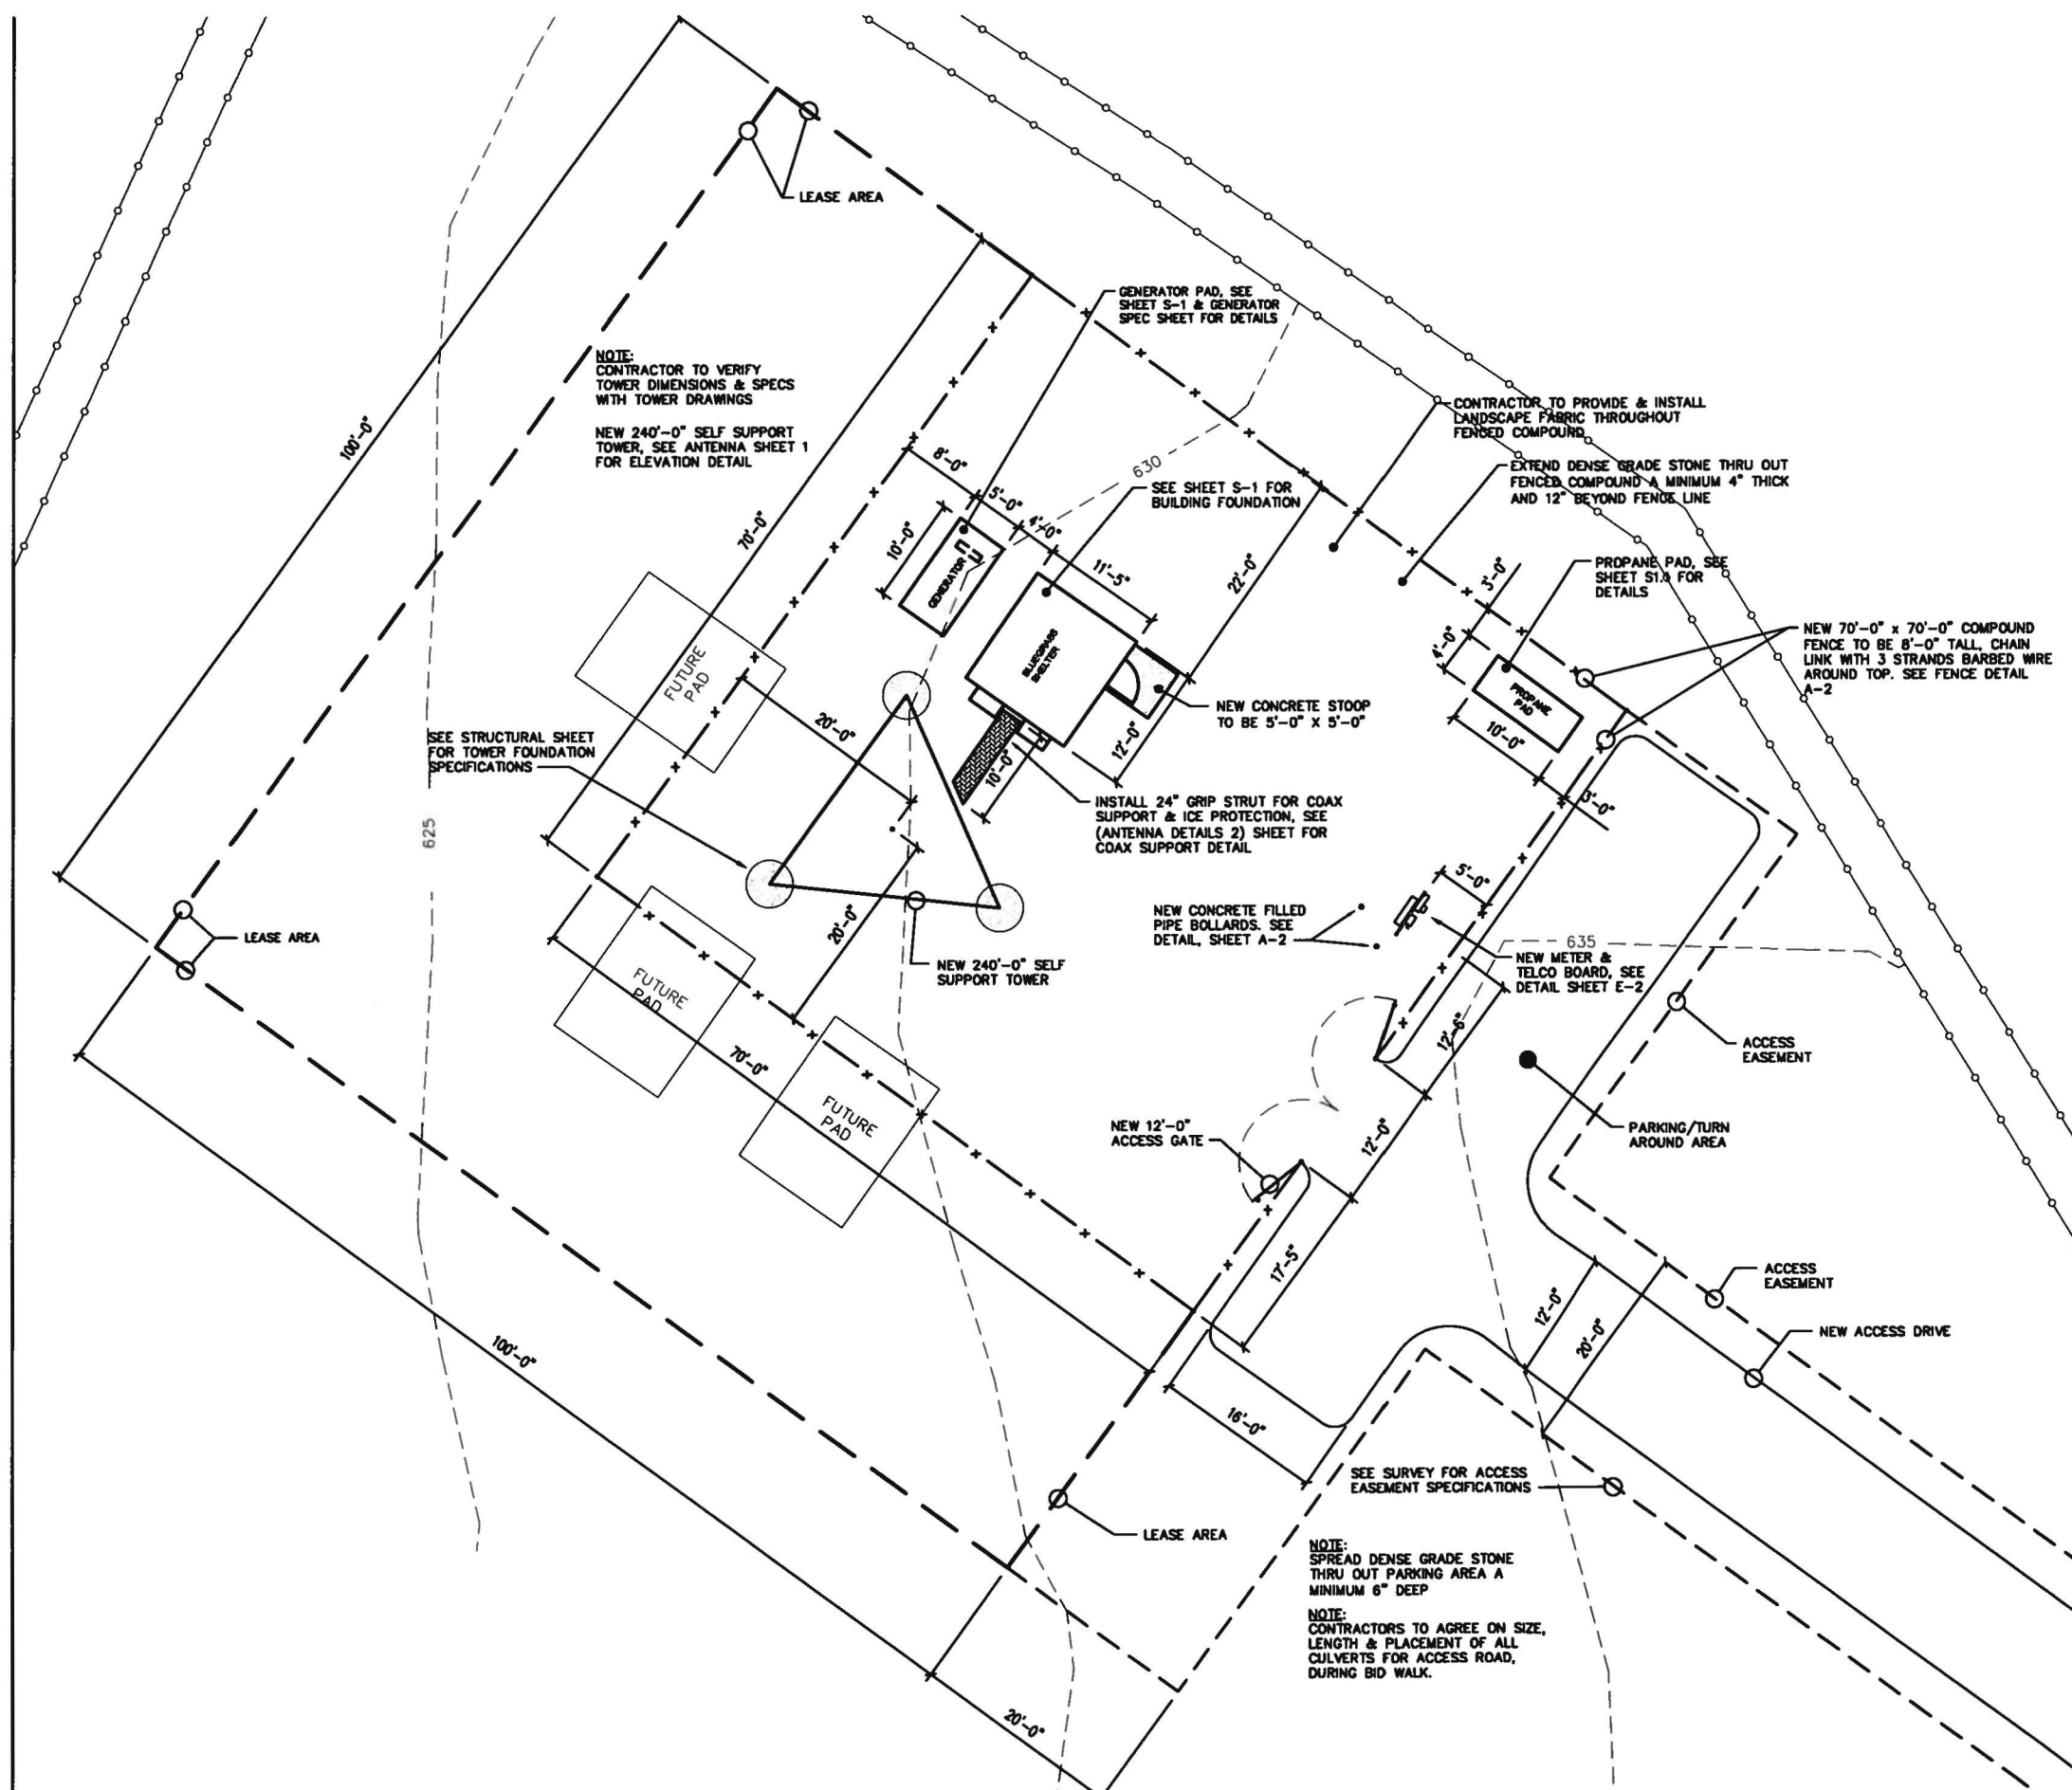 LEASE AREA
GENERATOR PAD, SEE
SHEET S-1 & GENERATOR
SPEC SHEET FOR DETAILS
NOTE:
CONTRACTOR TO VERIFY
TOWER DIMENSIONS & SPECS
WITH TOWER DRAWINGS
NEW 240'-0" SELF SUPPORT
TOWER, SEE ANTENNA SHEET 1
FOR ELEVATION DETAIL
100'-0"
70'-0"
CONTRACTOR TO PROVIDE & INSTALL
LANDSCAPE FABRIC THROUGHOUT
FENCED COMPOUND
EXTEND DENSE GRADE STONE THRU OUT
FENCED COMPOUND A MINIMUM 4" THICK
AND 12" BEYOND FENCE LINE
630
SEE SHEET S-1 FOR
BUILDING FOUNDATION
8'-0"
5'-0"
4'-0"
11'-5"
10'-0"
22'-0"
GENERATOR
BLUEGRASS
SHELTER
PROPANE PAD, SEE
SHEET S1.0 FOR
DETAILS
3'-0"
4'-0"
PROPANE
PAD
10'-0"
3'-0"
NEW 70'-0" x 70'-0" COMPOUND
FENCE TO BE 8'-0" TALL, CHAIN
LINK WITH 3 STRANDS BARBED WIRE
AROUND TOP. SEE FENCE DETAIL
A-2
FUTURE
PAD
20'-0"
NEW CONCRETE STOOP
TO BE 5'-0" X 5'-0"
12'-0"
10'-0"
SEE STRUCTURAL SHEET
FOR TOWER FOUNDATION
SPECIFICATIONS
INSTALL 24" GRIP STRUT FOR COAX
SUPPORT & ICE PROTECTION, SEE
(ANTENNA DETAILS 2) SHEET FOR
COAX SUPPORT DETAIL
625
LEASE AREA
5'-0"
NEW CONCRETE FILLED
PIPE BOLLARDS. SEE
DETAIL, SHEET A-2
635
NEW METER &
TELCO BOARD, SEE
DETAIL SHEET E-2
20'-0"
NEW 240'-0" SELF
SUPPORT TOWER
FUTURE
PAD
70'-0"
12'-6"
ACCESS
EASEMENT
FUTURE
PAD
NEW 12'-0"
ACCESS GATE
12'-0"
PARKING/TURN
AROUND AREA
17'-5"
ACCESS
EASEMENT
12'-0"
20'-0"
NEW ACCESS DRIVE
100'-0"
16'-0"
SEE SURVEY FOR ACCESS
EASEMENT SPECIFICATIONS
LEASE AREA
NOTE:
SPREAD DENSE GRADE STONE
THRU OUT PARKING AREA A
MINIMUM 6" DEEP
NOTE:
CONTRACTORS TO AGREE ON SIZE,
LENGTH & PLACEMENT OF ALL
CULVERTS FOR ACCESS ROAD,
DURING BID WALK.
20'-0"